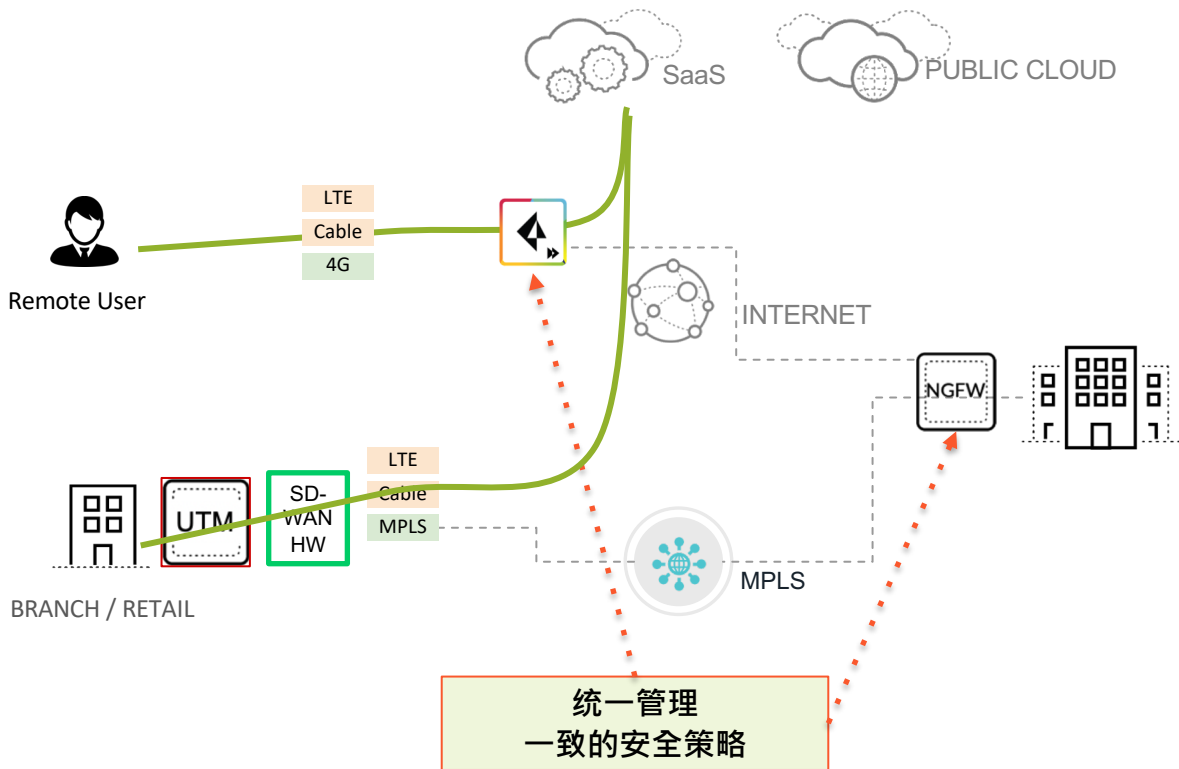 SaaS
PUBLIC CLOUD
LTE
Cable
4G
Remote User
INTERNET
NGFW
LTE
Cable
MPLS
UTM
SD-
WAN
HW
MPLS
BRANCH / RETAIL
统一管理
一致的安全策略